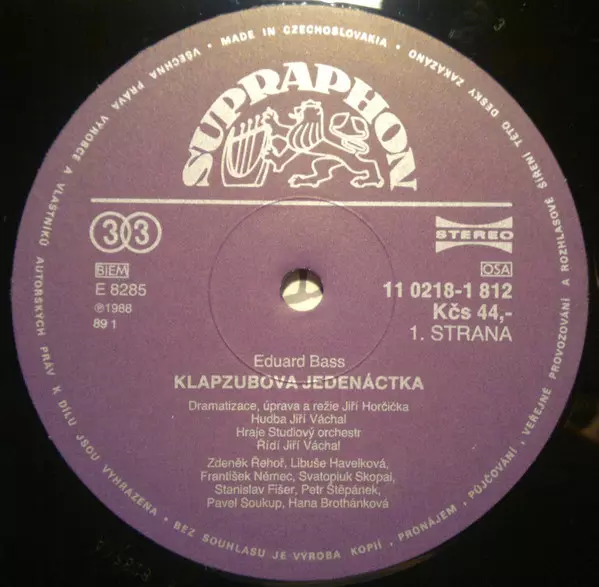 VŠECHNA PRÁVA VÝROBCE A VLASTNÍKŮ AUTORSKÝCH PRÁV K DÍLU JSOU VYHRAZENA • BEZ SOUHLASU JE VÝROBA KOPIÍ, PRONÁJEM, PŮJČOVÁNÍ, VEŘEJNÉ PROVOZOVÁNÍ A ROZHLASOVÉ ŠÍŘENÍ TÉTO DESKY ZAKÁZÁNO • MADE IN CZECHOSLOVAKIA •
SUPRAPHON
33
STEREO
BIEM
OSA
E 8285
11 0218-1 812
℗1988
Kčs 44,-
89 1
1. STRANA
Eduard Bass
KLAPZUBOVA JEDENÁCTKA
Dramatizace, úprava a režie Jiří Horčička
Hudba Jiří Váchal
Hraje Studiový orchestr
Řídí Jiří Váchal
Zdeněk Řehoř, Libuše Havelková,
František Němec, Svatopluk Skopal,
Stanislav Fišer, Petr Štěpánek,
Pavel Soukup, Hana Brothánková